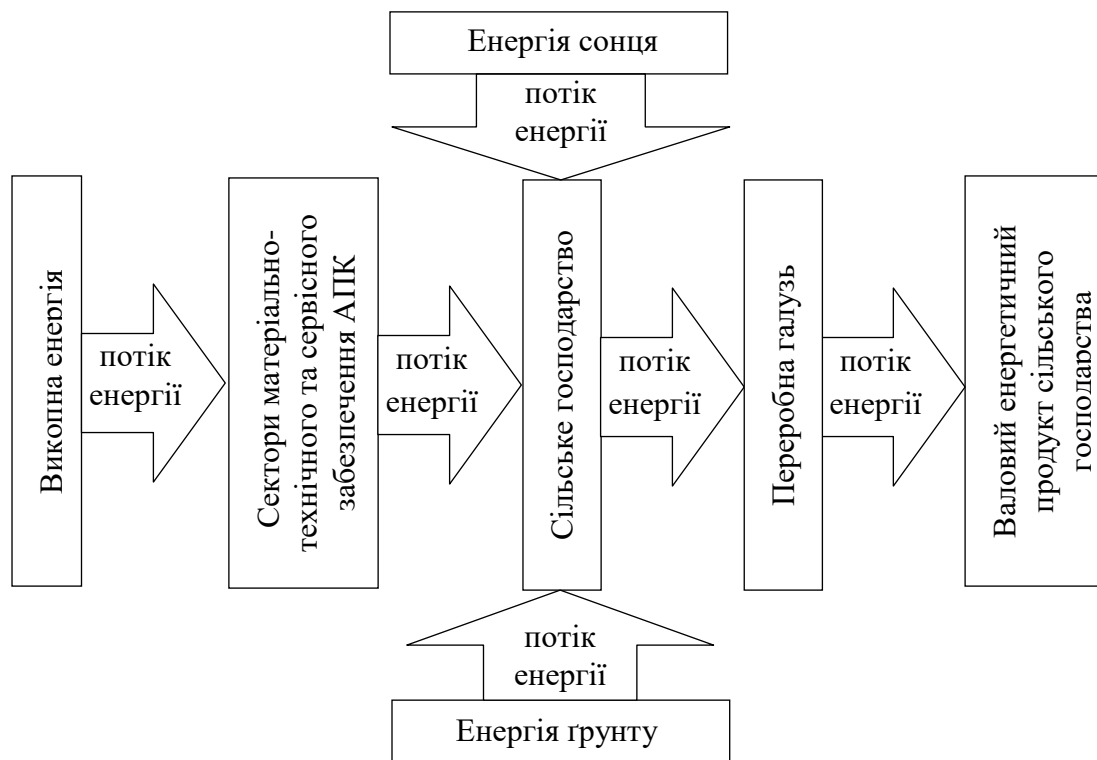 Енергія сонця
потік
енергії
Викопна енергія
потік
енергії
Сектори матеріально-
технічного та сервісного
забезпечення АПК
потік
енергії
Сільське господарство
потік
енергії
Переробна галузь
потік
енергії
Валовий енергетичний
продукт сільського
господарства
потік
енергії
Енергія ґрунту